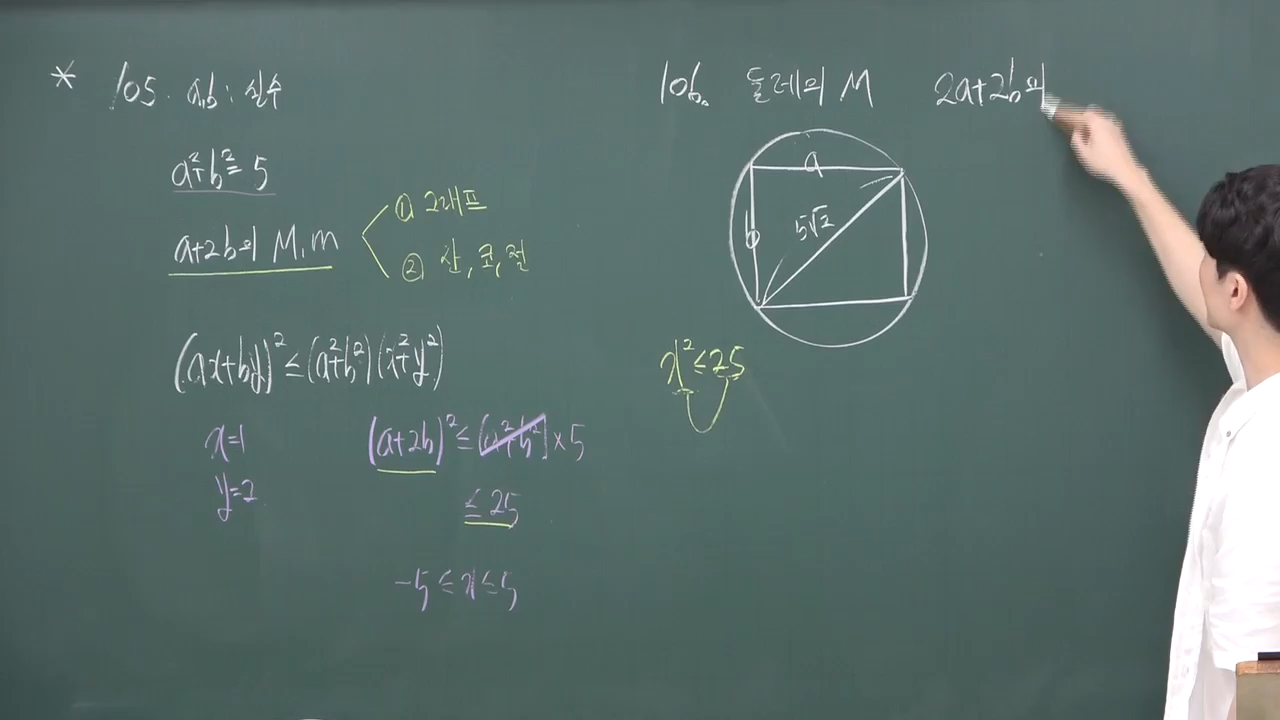 * 105. a,b : 실수
a²+b²=5
a+2b의 M, m
① 그래프
② 산, 코, 절
(ax+by)²≤(a²+b²)(x²+y²)
x=1
y=2
(a+2b)²≤(a²+b²)×5
≤25
-5≤x≤5
106. 둘레의 M 2a+2b의
a
b
5√2
x²≤25